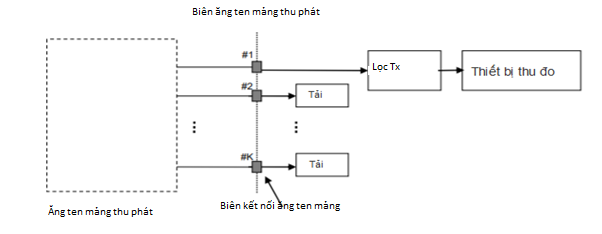 Biên ăng ten mảng thu phát
#1
Lọc Tx
Thiết bị thu đo
#2
Tải
#K
Tải
Biên kết nối ăng ten mảng
Ăng ten mảng thu phát